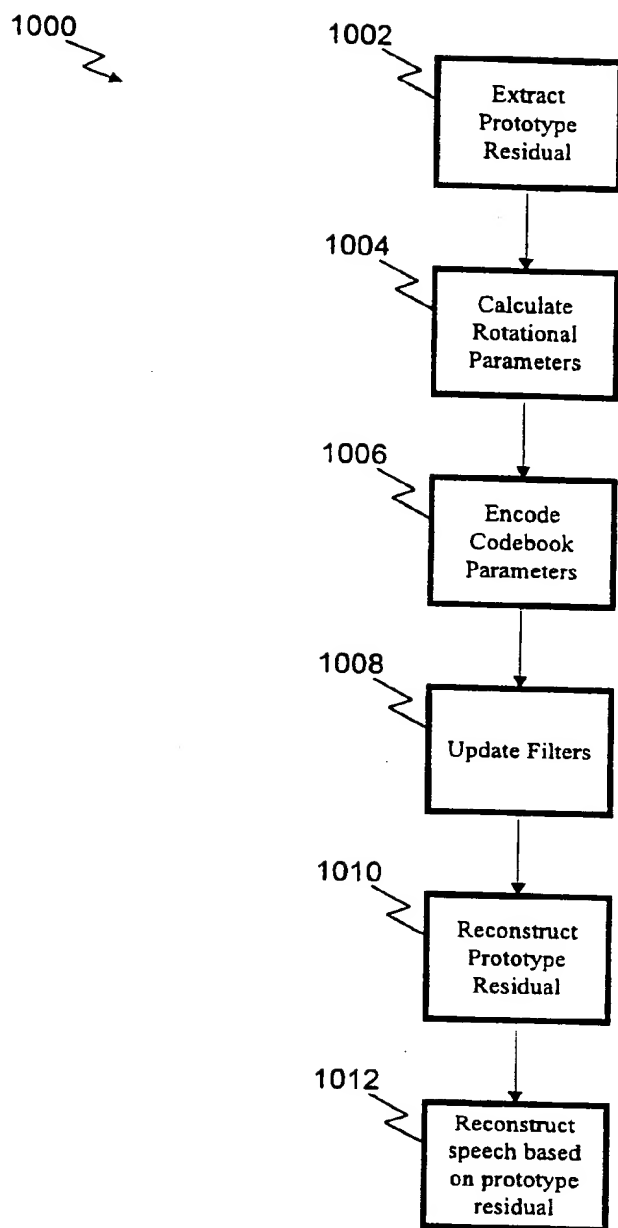 1000
1002
Extract
Prototype
Residual
1004
Calculate
Rotational
Parameters
1006
Encode
Codebook
Parameters
1008
Update Filters
1010
Reconstruct
Prototype
Residual
1012
Reconstruct
speech based
on prototype
residual